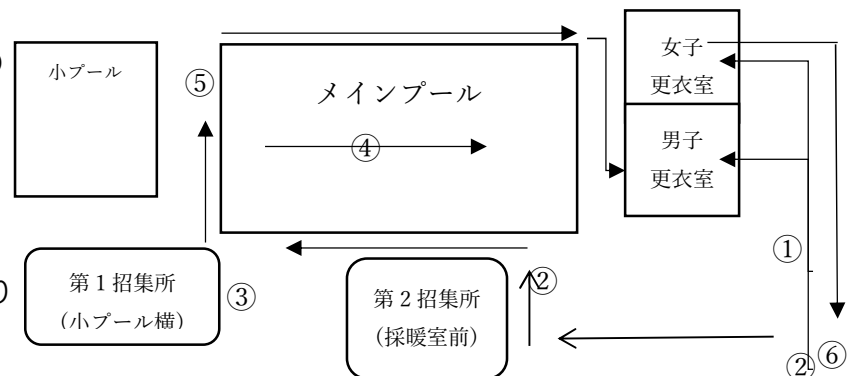 小プール
⑤
メインプール
④
女子
更衣室
男子
更衣室
①
第1招集所
(小プール横)
③
第2招集所
(採暖室前)
②
②
⑥